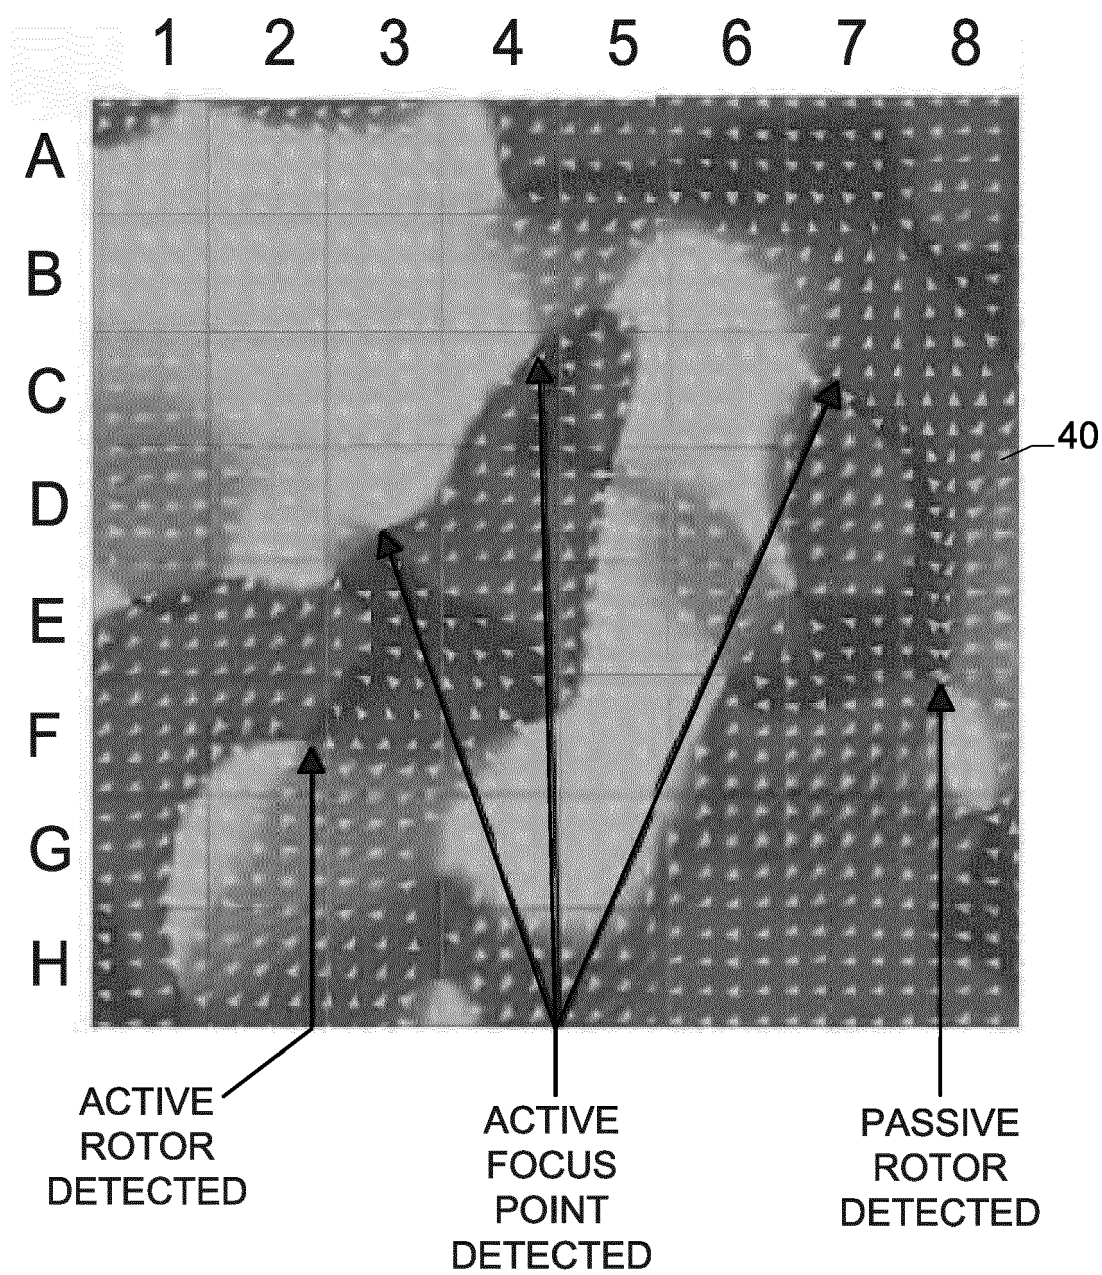 1 2 3 4 5 6 7 8
A
B
C
40
D
E
F
G
H
ACTIVE
ROTOR
DETECTED
ACTIVE
FOCUS
POINT
DETECTED
PASSIVE
ROTOR
DETECTED